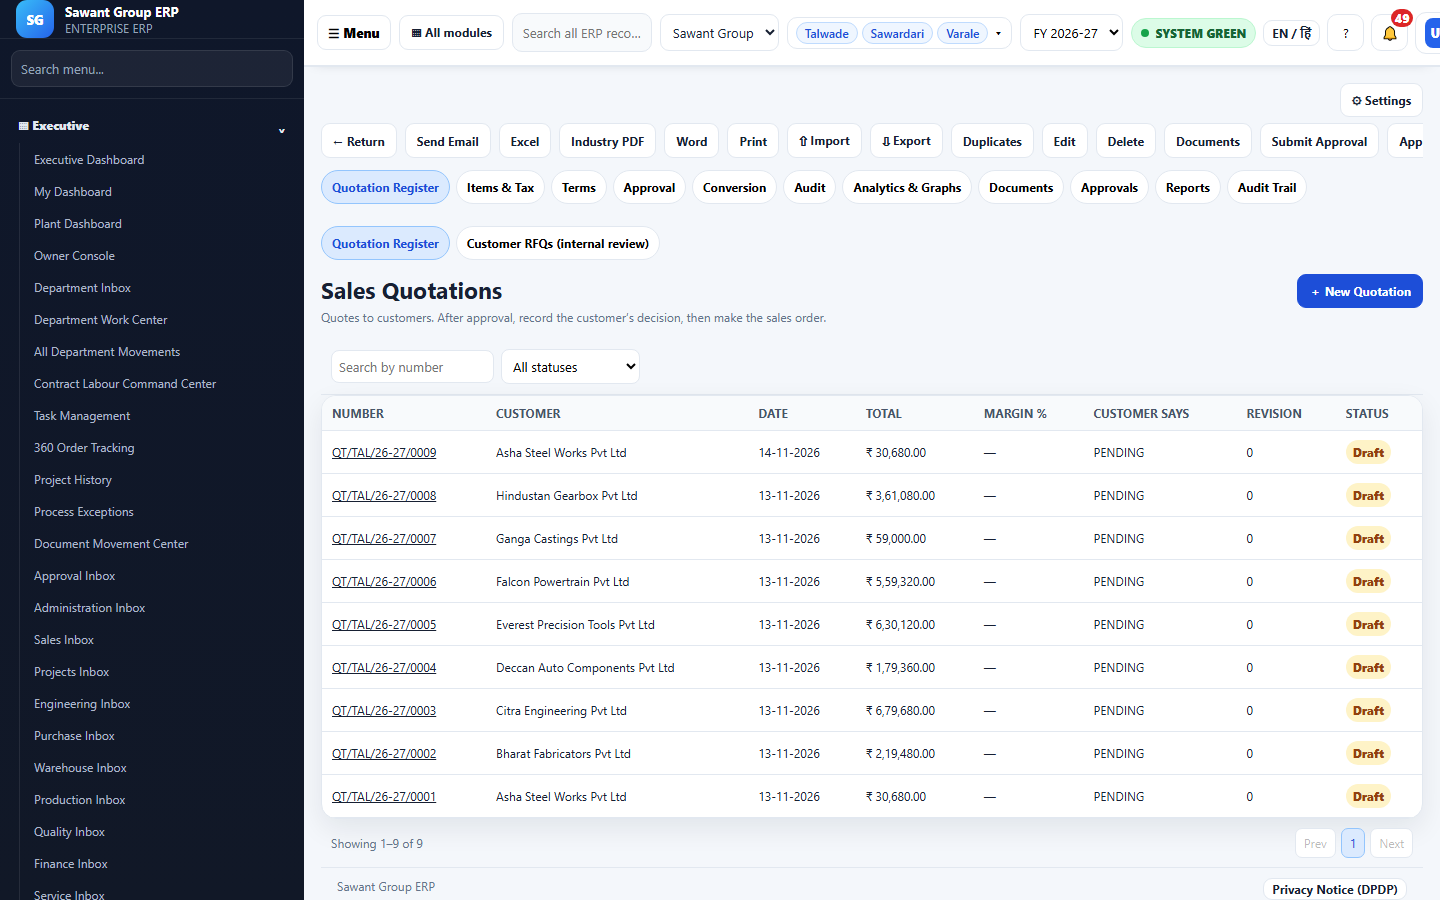 SG
Sawant Group ERP
ENTERPRISE ERP
☰ Menu
▦ All modules
Search all ERP reco...
Sawant Group
Talwade
Sawardari
Varale
FY 2026-27
SYSTEM GREEN
EN / हिं
?
49
U
Search menu...
⚙ Settings
← Return
Send Email
Excel
Industry PDF
Word
Print
⇧ Import
⇩ Export
Duplicates
Edit
Delete
Documents
Submit Approval
App
▦ Executive
Executive Dashboard
My Dashboard
Plant Dashboard
Owner Console
Department Inbox
Department Work Center
All Department Movements
Contract Labour Command Center
Task Management
360 Order Tracking
Project History
Process Exceptions
Document Movement Center
Approval Inbox
Administration Inbox
Sales Inbox
Projects Inbox
Engineering Inbox
Purchase Inbox
Warehouse Inbox
Production Inbox
Quality Inbox
Finance Inbox
Service Inbox
Quotation Register
Items & Tax
Terms
Approval
Conversion
Audit
Analytics & Graphs
Documents
Approvals
Reports
Audit Trail
Quotation Register
Customer RFQs (internal review)
Sales Quotations
+ New Quotation
Quotes to customers. After approval, record the customer's decision, then make the sales order.
Search by number
All statuses
NUMBER CUSTOMER DATE TOTAL MARGIN % CUSTOMER SAYS REVISION STATUS
QT/TAL/26-27/0009 Asha Steel Works Pvt Ltd 14-11-2026 ₹ 30,680.00 — PENDING 0 Draft
QT/TAL/26-27/0008 Hindustan Gearbox Pvt Ltd 13-11-2026 ₹ 3,61,080.00 — PENDING 0 Draft
QT/TAL/26-27/0007 Ganga Castings Pvt Ltd 13-11-2026 ₹ 59,000.00 — PENDING 0 Draft
QT/TAL/26-27/0006 Falcon Powertrain Pvt Ltd 13-11-2026 ₹ 5,59,320.00 — PENDING 0 Draft
QT/TAL/26-27/0005 Everest Precision Tools Pvt Ltd 13-11-2026 ₹ 6,30,120.00 — PENDING 0 Draft
QT/TAL/26-27/0004 Deccan Auto Components Pvt Ltd 13-11-2026 ₹ 1,79,360.00 — PENDING 0 Draft
QT/TAL/26-27/0003 Citra Engineering Pvt Ltd 13-11-2026 ₹ 6,79,680.00 — PENDING 0 Draft
QT/TAL/26-27/0002 Bharat Fabricators Pvt Ltd 13-11-2026 ₹ 2,19,480.00 — PENDING 0 Draft
QT/TAL/26-27/0001 Asha Steel Works Pvt Ltd 13-11-2026 ₹ 30,680.00 — PENDING 0 Draft
Showing 1–9 of 9
Prev
1
Next
Sawant Group ERP
Privacy Notice (DPDP)